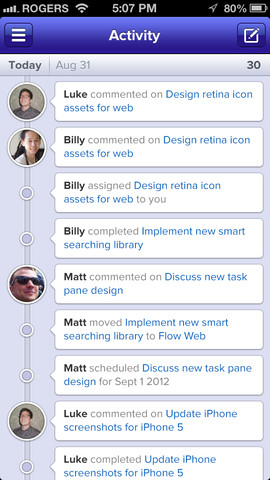 ROGERS 5:07 PM 80%
Activity
Today Aug 31 30
Luke commented on Design retina icon
assets for web
Billy commented on Design retina icon
assets for web
Billy assigned Design retina icon
assets for web to you
Billy completed Implement new smart
searching library
Matt commented on Discuss new task
pane design
Matt moved Implement new smart
searching library to Flow Web
Matt scheduled Discuss new task pane
design for Sept 1 2012
Luke commented on Update iPhone
screenshots for iPhone 5
Luke completed Update iPhone
screenshots for iPhone 5